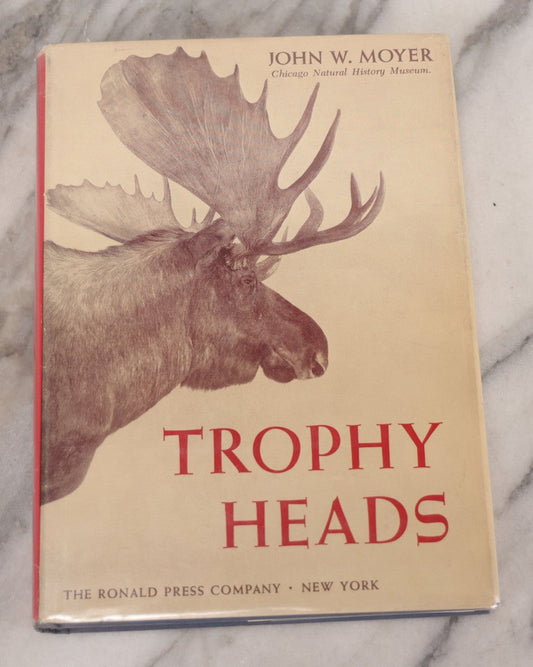 JOHN W. MOYER
Chicago Natural History Museum.
TROPHY
HEADS
THE RONALD PRESS COMPANY • NEW YORK